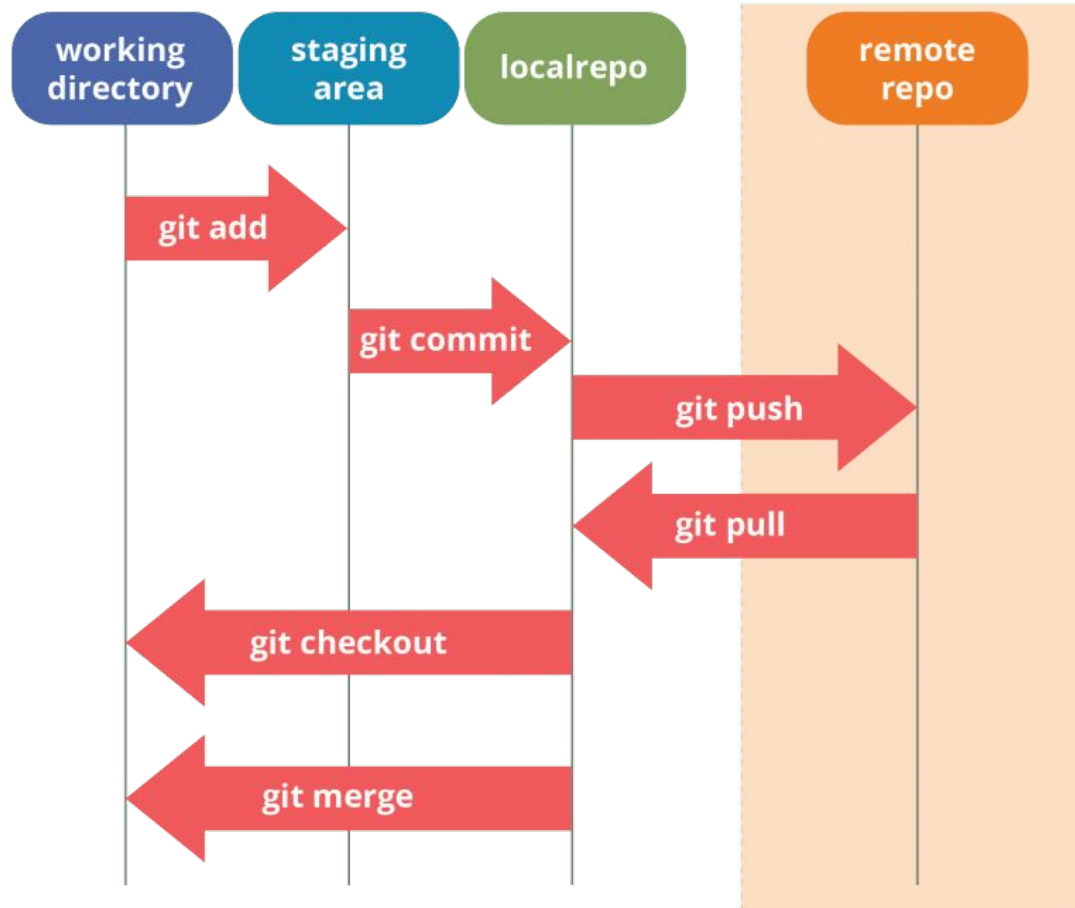 working
directory
staging
area
localrepo
remote
repo
git add
git commit
git push
git pull
git checkout
git merge